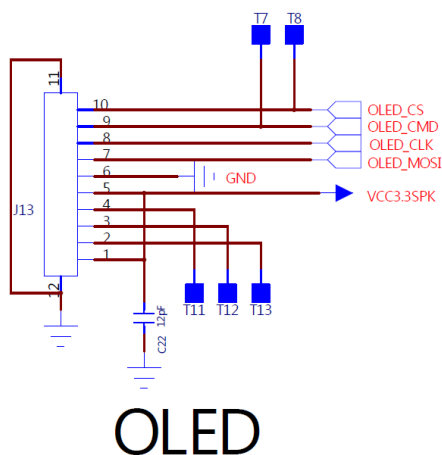 T7 T8
11
10 OLED_CS
9 OLED_CMD
8 OLED_CLK
7 OLED_MOSI
6 GND
5 VCC3.3SPK
J13
4
3
2
1
12
T11 T12 T13
C22 12pF
OLED